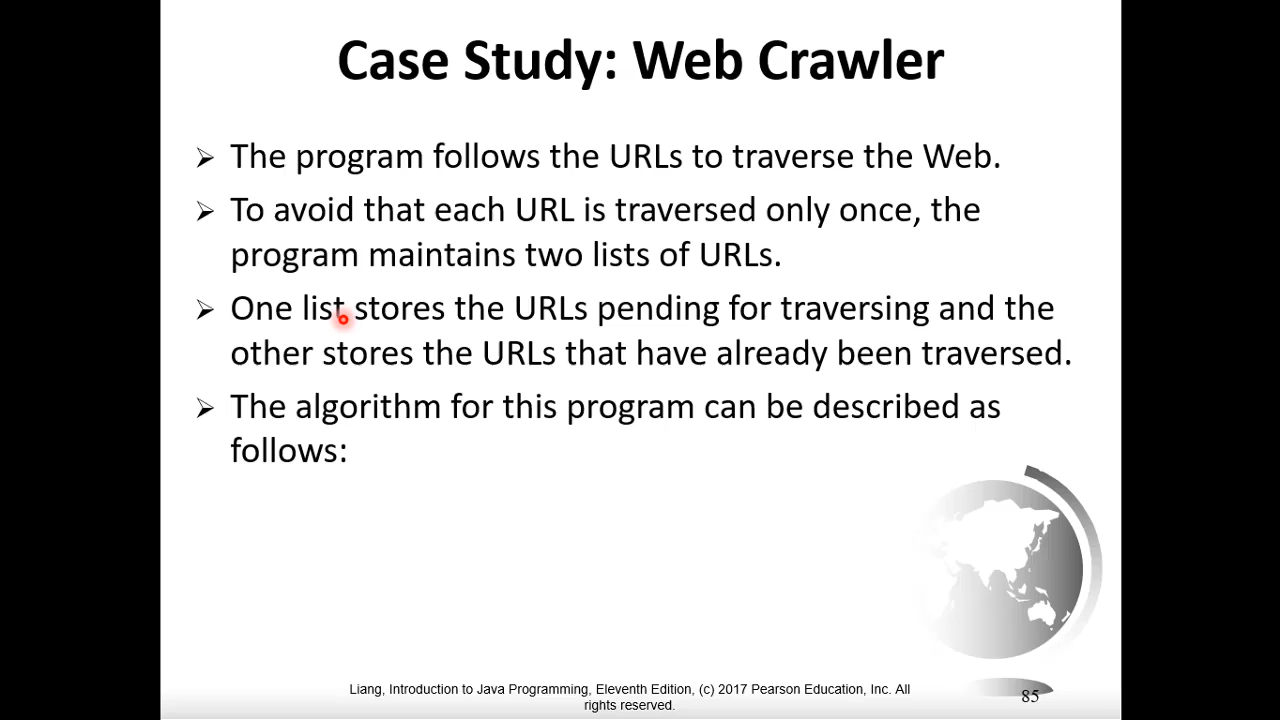 Case Study: Web Crawler
The program follows the URLs to traverse the Web.
To avoid that each URL is traversed only once, the
program maintains two lists of URLs.
One list stores the URLs pending for traversing and the
other stores the URLs that have already been traversed.
The algorithm for this program can be described as
follows:
Liang, Introduction to Java Programming, Eleventh Edition, (c) 2017 Pearson Education, Inc. All
rights reserved.
85